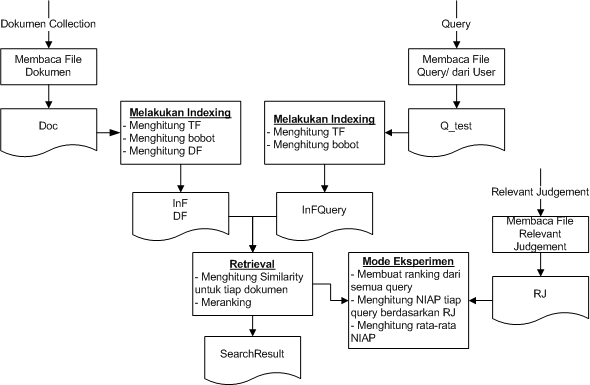 Dokumen Collection
Query
Membaca File
Dokumen
Membaca File
Query/ dari User
Doc
Melakukan Indexing
- Menghitung TF
- Menghitung bobot
- Menghitung DF
Melakukan Indexing
- Menghitung TF
- Menghitung bobot
Q_test
Relevant Judgement
InF
DF
InFQuery
Membaca File
Relevant
Judgement
Retrieval
- Menghitung Similarity
untuk tiap dokumen
- Meranking
Mode Eksperimen
- Membuat ranking dari
semua query
- Menghitung NIAP tiap
query berdasarkan RJ
- Menghitung rata-rata
NIAP
RJ
SearchResult